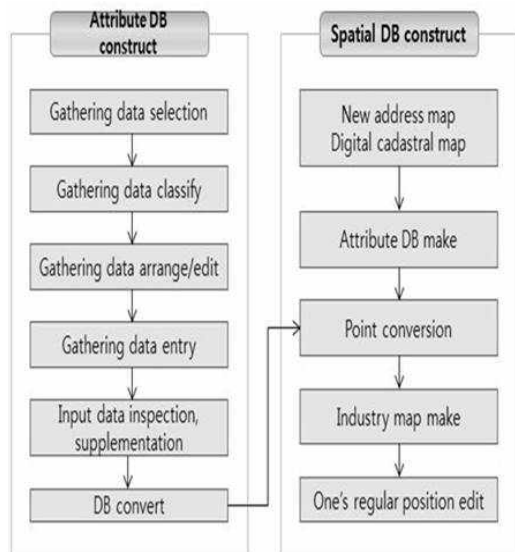 Attribute DB
construct
Gathering data selection
Gathering data classify
Gathering data arrange/edit
Gathering data entry
Input data inspection,
supplementation
DB convert
Spatial DB construct
New address map
Digital cadastral map
Attribute DB make
Point conversion
Industry map make
One's regular position edit